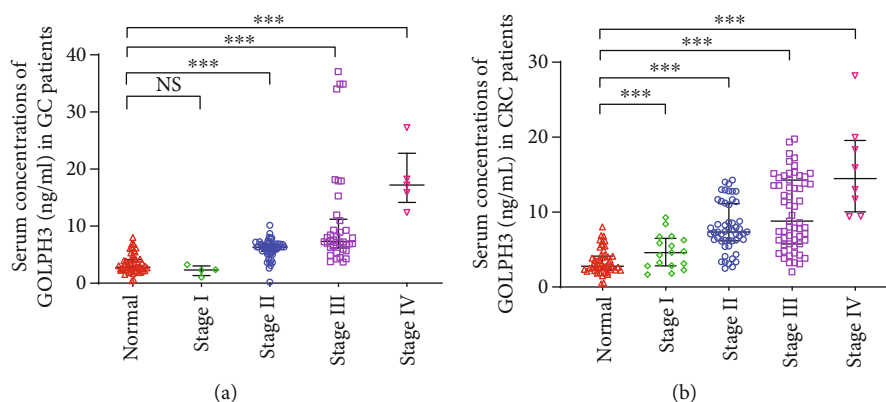 Serum concentrations of
GOLPH3 (ng/ml) in GC patients
40
30
20
10
0
***
***
***
NS
Normal
Stage I
Stage II
Stage III
Stage IV
(a)
Serum concentrations of
GOLPH3 (ng/mL) in CRC patients
30
20
10
0
***
***
***
***
Normal
Stage I
Stage II
Stage III
Stage IV
(b)